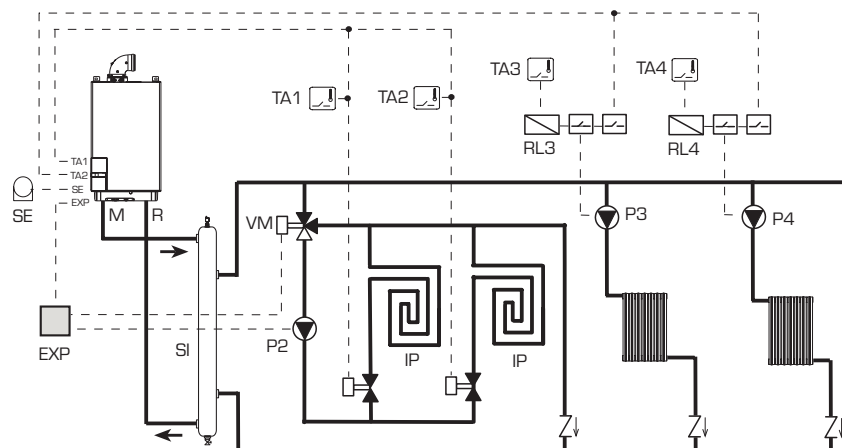 TA3
TA4
TA1
TA2
RL3
RL4
TA1
TA2
SE
EXP
SE
M
R
VM
P3
P4
EXP
SI
P2
IP
IP